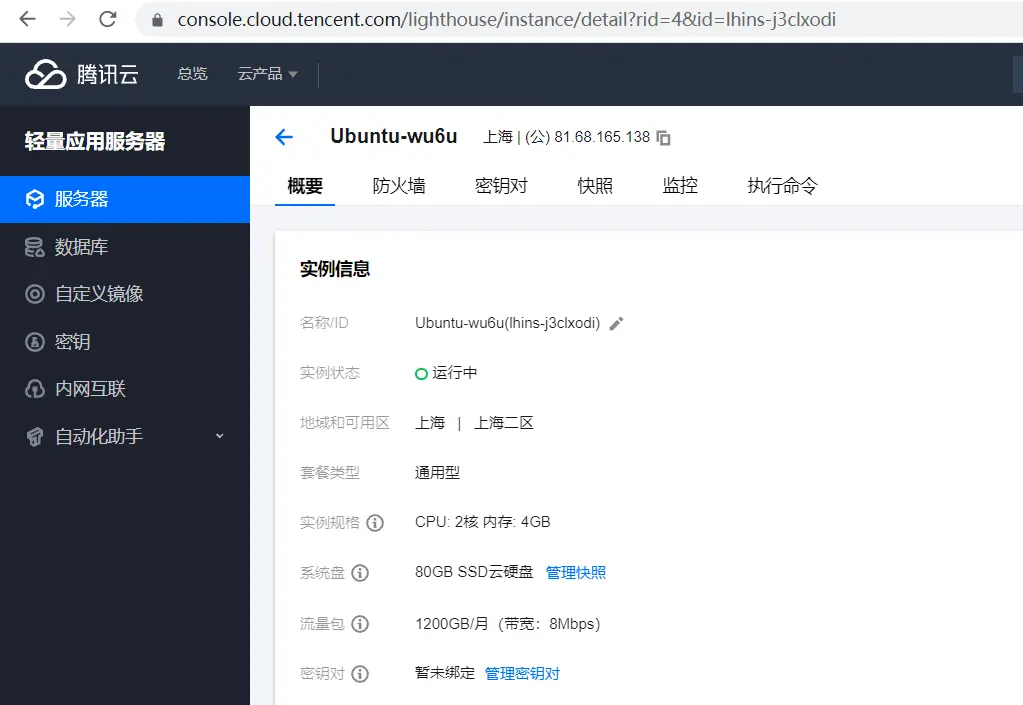 console.cloud.tencent.com/lighthouse/instance/detail?rid=4&id=lhins-j3clxodi
腾讯云 总览 云产品
轻量应用服务器
服务器
数据库
自定义镜像
密钥
内网互联
自动化助手
Ubuntu-wu6u 上海 | (公) 81.68.165.138
概要 防火墙 密钥对 快照 监控 执行命令
实例信息
名称/ID Ubuntu-wu6u(lhins-j3clxodi)
实例状态 运行中
地域和可用区 上海 | 上海二区
套餐类型 通用型
实例规格 CPU: 2核 内存: 4GB
系统盘 80GB SSD云硬盘 管理快照
流量包 1200GB/月（带宽：8Mbps）
密钥对 暂未绑定 管理密钥对